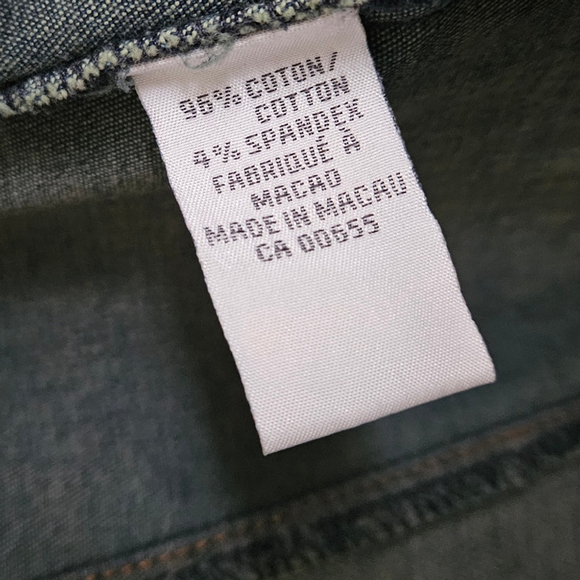 96% COTON/
COTTON
4% SPANDEX
FABRIQUÉ À
MACAO
MADE IN MACAU
CA 00655